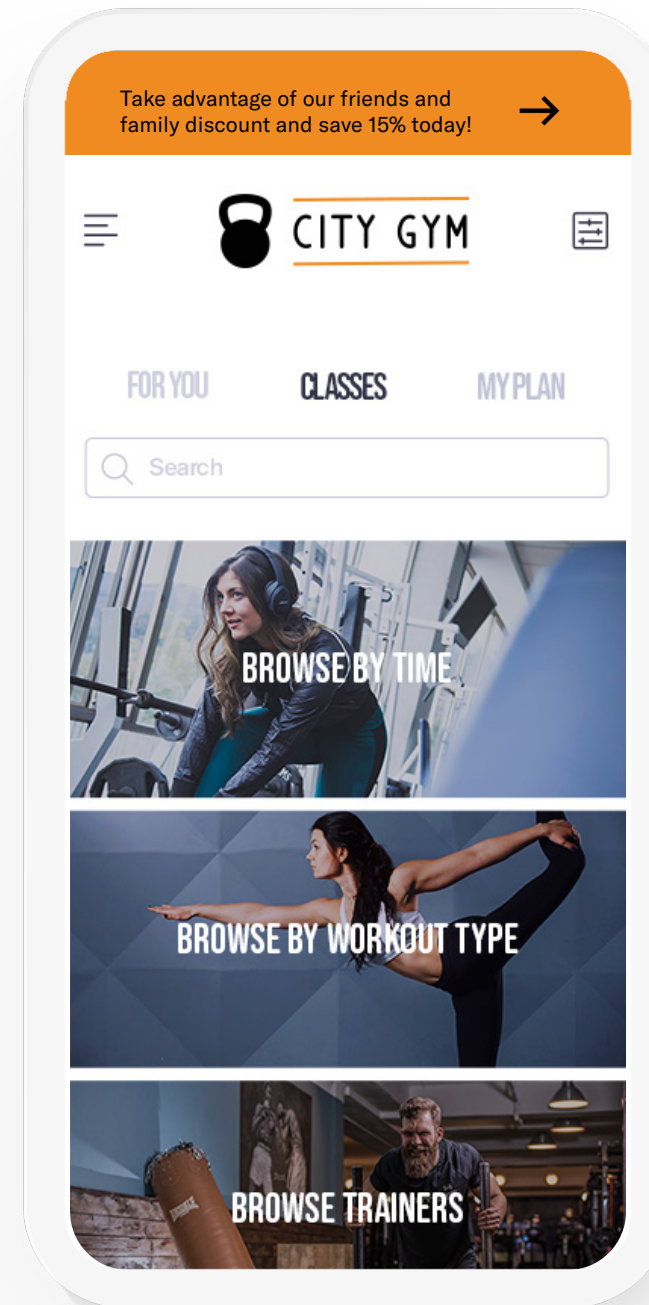 Take advantage of our friends and
family discount and save 15% today!
CITY GYM
FOR YOU CLASSES MY PLAN
Search
BROWSE BY TIME
BROWSE BY WORKOUT TYPE
BROWSE TRAINERS